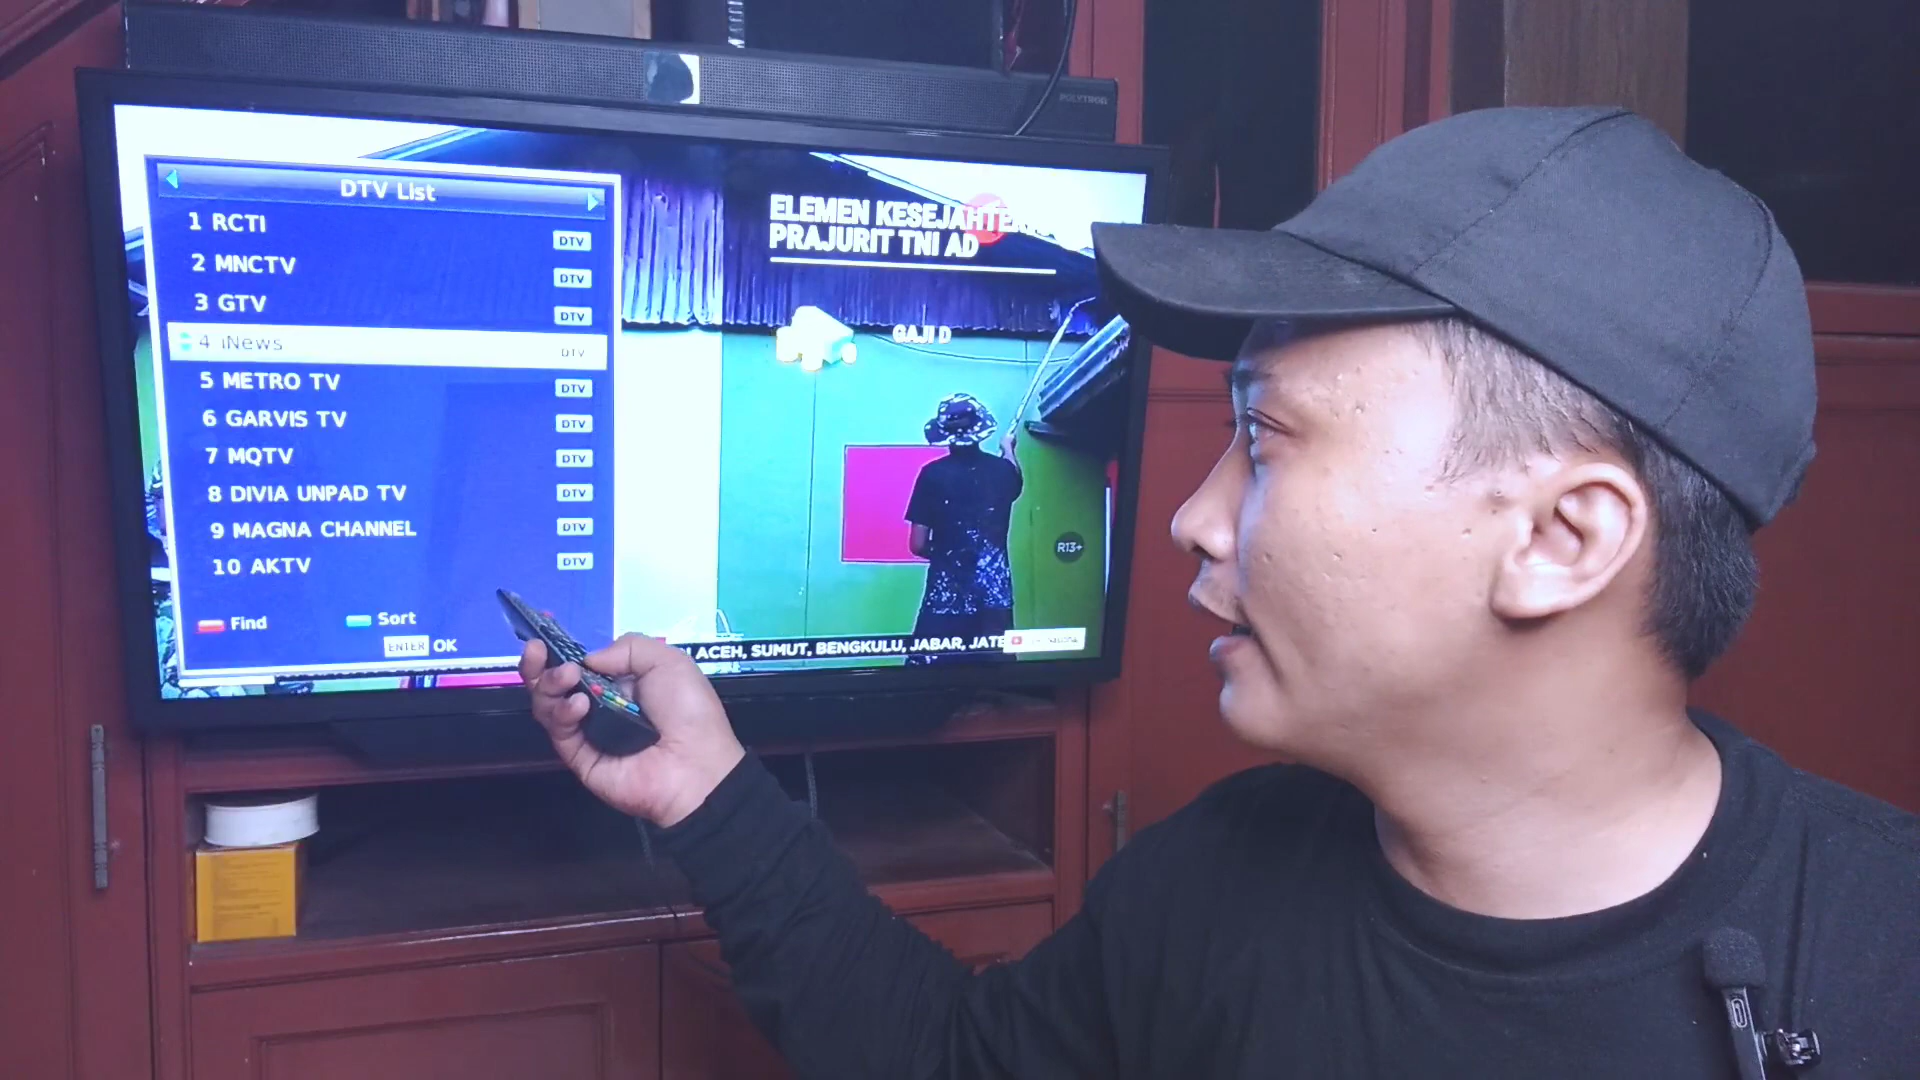 POLYTRON
DTV List
1 RCTI DTV
2 MNCTV DTV
3 GTV DTV
4 iNews DTV
5 METRO TV DTV
6 GARVIS TV DTV
7 MQTV DTV
8 DIVIA UNPAD TV DTV
9 MAGNA CHANNEL DTV
10 AKTV DTV
Find Sort
ENTER OK
ELEMEN
PRAJURIT TNI AD
GAJI D
R13+
ACEH, SUMUT, BENGKULU, JABAR,